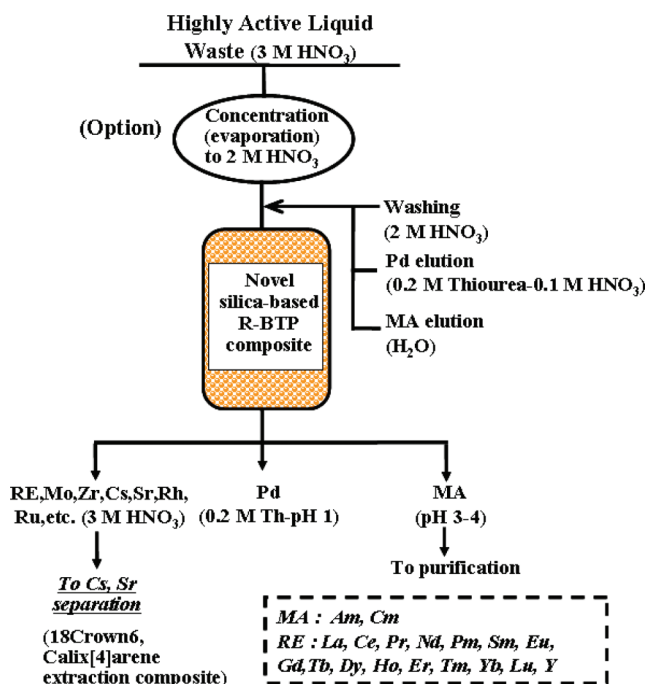 Highly Active Liquid
Waste (3 M HNO₃)
(Option)
Concentration
(evaporation)
to 2 M HNO₃
Washing
(2 M HNO₃)
Pd elution
(0.2 M Thiourea-0.1 M HNO₃)
MA elution
(H₂O)
Novel
silica-based
R-BTP
composite
RE,Mo,Zr,Cs,Sr,Rh,
Ru,etc. (3 M HNO₃)
Pd
(0.2 M Th-pH 1)
MA
(pH 3-4)
To Cs, Sr
separation
(18Crown6,
Calix[4]arene
extraction composite)
To purification
MA : Am, Cm
RE : La, Ce, Pr, Nd, Pm, Sm, Eu,
Gd,Tb, Dy, Ho, Er, Tm, Yb, Lu, Y